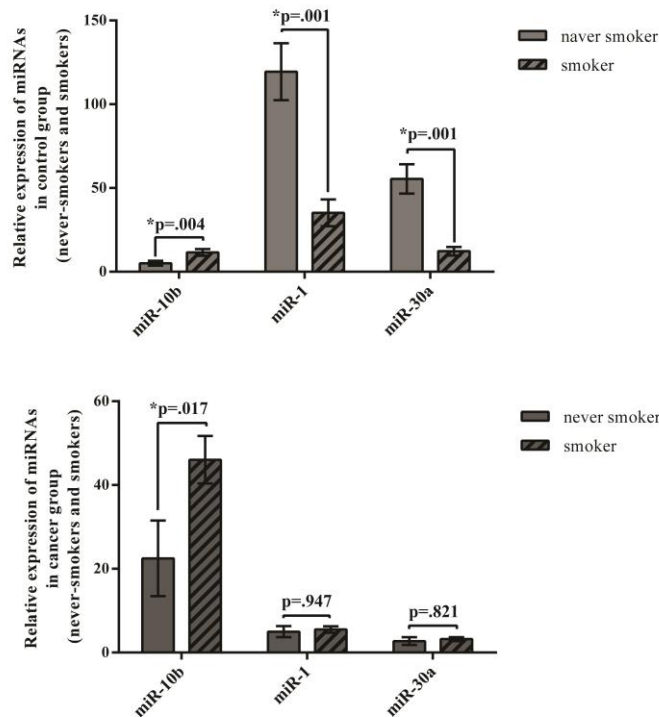 Relative expression of miRNAs
in control group
(never-smokers and smokers)
150
100
50
0
*p=.004
*p=.001
*p=.001
miR-10b
miR-1
miR-30a
naver smoker
smoker
Relative expression of miRNAs
in cancer group
(never-smokers and smokers)
60
40
20
0
*p=.017
p=.947
p=.821
miR-10b
miR-1
miR-30a
never smoker
smoker